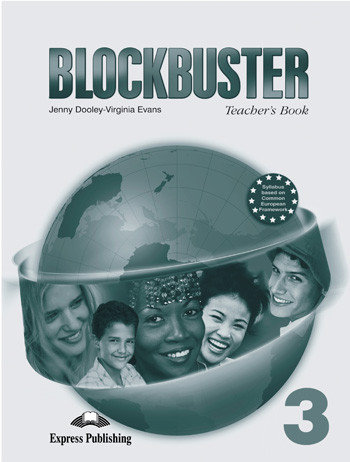 BLOCKBUSTER
Jenny Dooley-Virginia Evans
Teacher's Book
Syllabus
based on
Common
European
Framework
3
Express Publishing